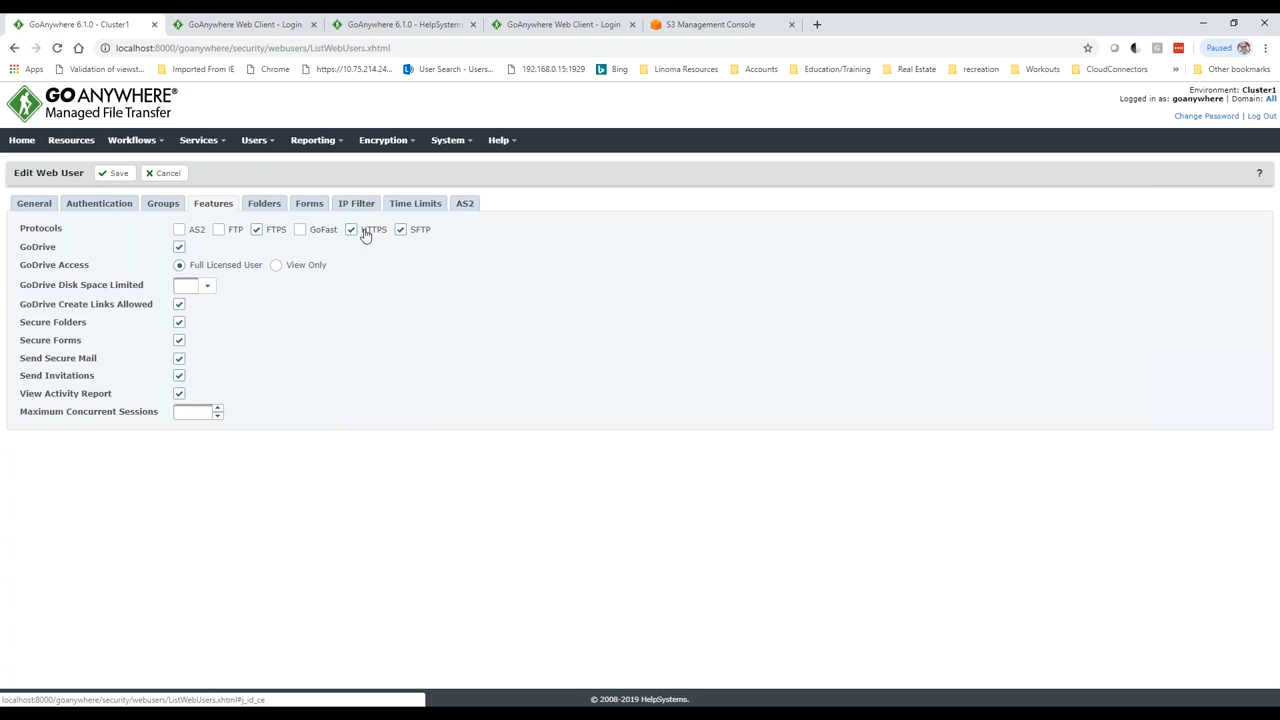 GoAnywhere 6.1.0 - Cluster1
GoAnywhere Web Client - Login
GoAnywhere 6.1.0 - HelpSystems
GoAnywhere Web Client - Login
S3 Management Console
localhost:8000/goanywhere/security/webusers/ListWebUsers.xhtml
Paused
Apps
Validation of viewst...
Imported From IE
Chrome
https://10.75.214.24...
User Search - Users...
192.168.0.15:1929
Bing
Linoma Resources
Accounts
Education/Training
Real Estate
recreation
Workouts
CloudConnectors
»
Other bookmarks
GO ANYWHERE®
Managed File Transfer
Environment: Cluster1
Logged in as: goanywhere | Domain: All
Change Password | Log Out
Home Resources Workflows Services Users Reporting Encryption System Help
Edit Web User Save Cancel ?
General Authentication Groups Features Folders Forms IP Filter Time Limits AS2
Protocols AS2 FTP FTPS GoFast HTTPS SFTP
GoDrive
GoDrive Access Full Licensed User View Only
GoDrive Disk Space Limited
GoDrive Create Links Allowed
Secure Folders
Secure Forms
Send Secure Mail
Send Invitations
View Activity Report
Maximum Concurrent Sessions
localhost:8000/goanywhere/security/webusers/ListWebUsers.xhtml#j_id_ce
© 2008-2019 HelpSystems.